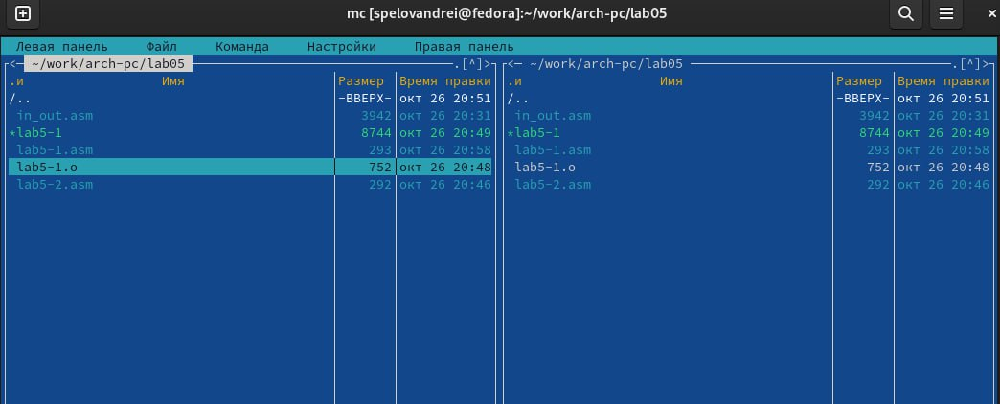 mc [spelovandrei@fedora]:~/work/arch-pc/lab05
Левая панель Файл Команда Настройки Правая панель
<— ~/work/arch-pc/lab05 .[^]>
.и Имя Размер Время правки
/.. -ВВЕРХ- окт 26 20:51
in_out.asm 3942 окт 26 20:31
*lab5-1 8744 окт 26 20:49
lab5-1.asm 293 окт 26 20:58
lab5-1.o 752 окт 26 20:48
lab5-2.asm 292 окт 26 20:46
<— ~/work/arch-pc/lab05 .[^]>
.и Имя Размер Время правки
/.. -ВВЕРХ- окт 26 20:51
in_out.asm 3942 окт 26 20:31
*lab5-1 8744 окт 26 20:49
lab5-1.asm 293 окт 26 20:58
lab5-1.o 752 окт 26 20:48
lab5-2.asm 292 окт 26 20:46